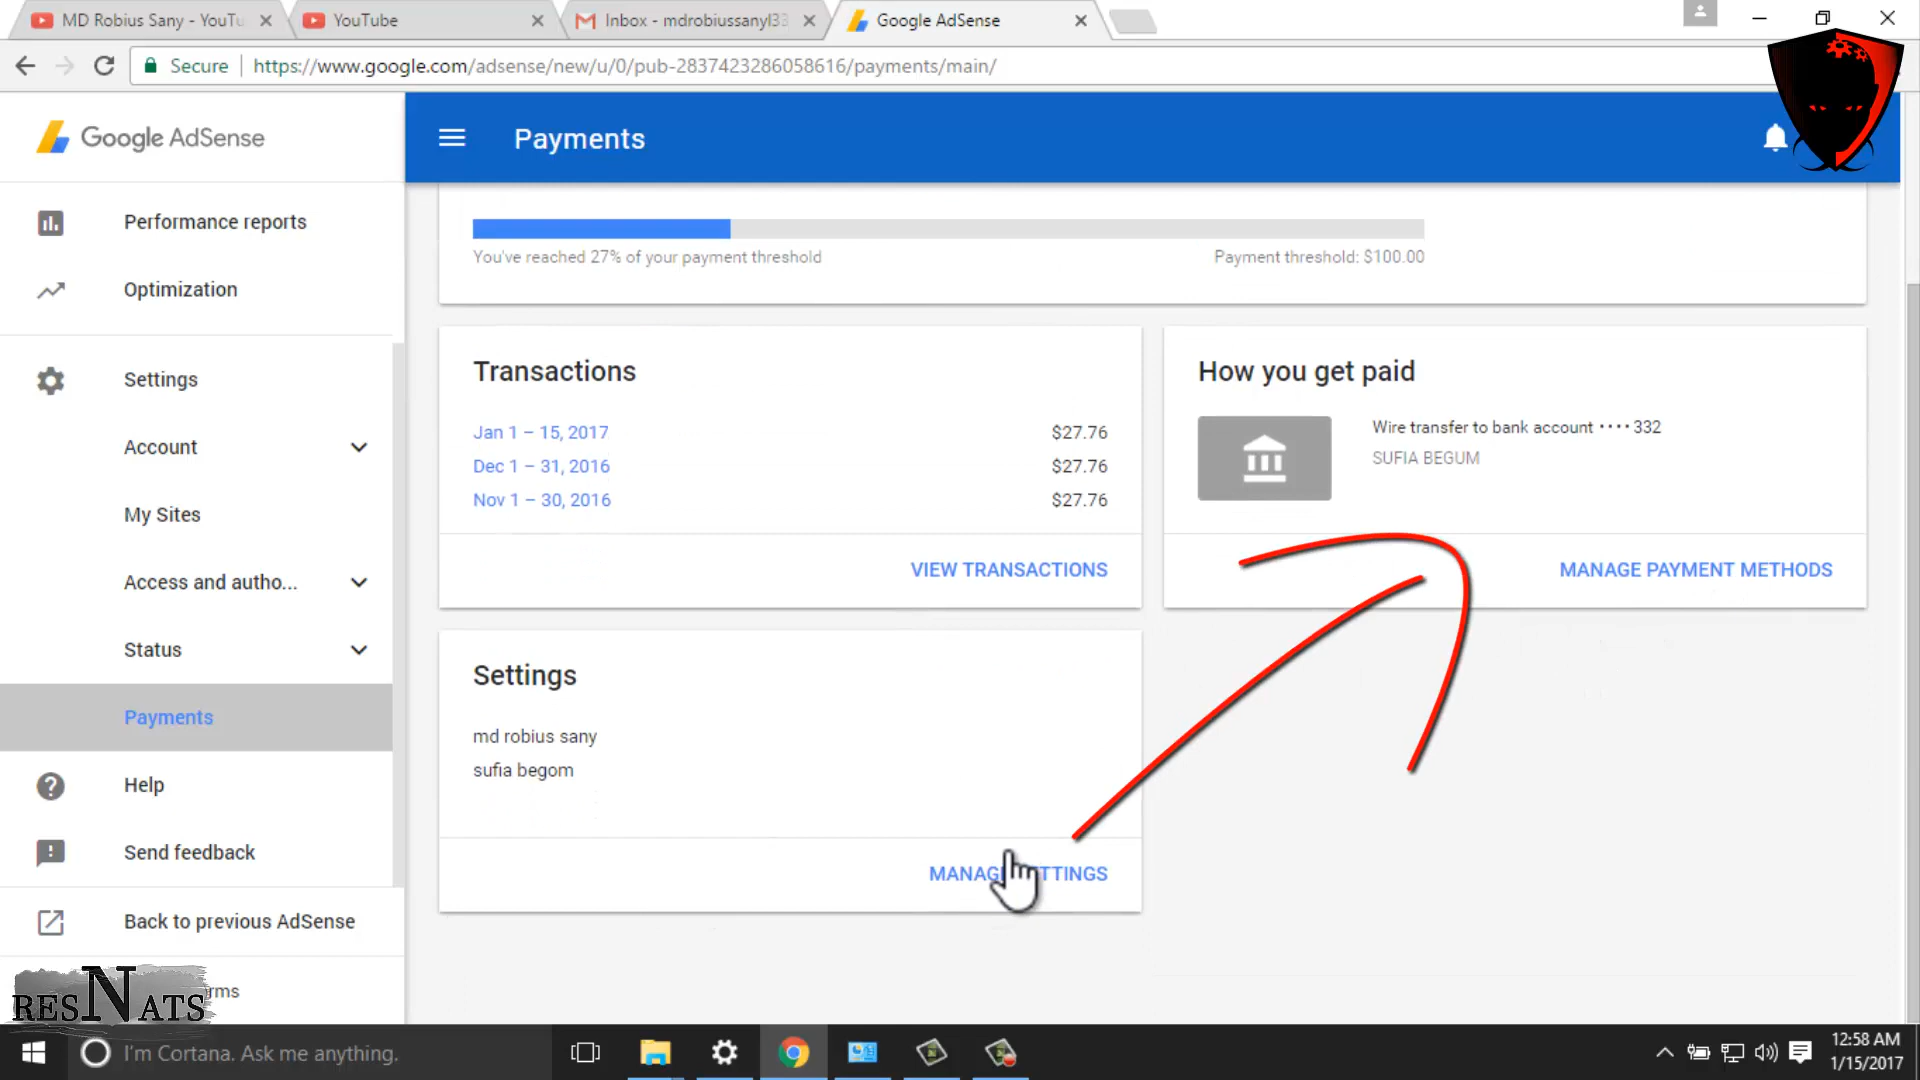 MD Robius Sany - YouTu
YouTube
Inbox - mdrobiussanyl33
Google AdSense
Secure
https://www.google.com/adsense/new/u/0/pub-2837423286058616/payments/main/
Google AdSense
Payments
Performance reports
Optimization
Settings
Account
My Sites
Access and autho...
Status
Payments
Help
Send feedback
Back to previous AdSense
You've reached 27% of your payment threshold
Payment threshold: $100.00
Transactions
Jan 1 – 15, 2017 $27.76
Dec 1 – 31, 2016 $27.76
Nov 1 – 30, 2016 $27.76
VIEW TRANSACTIONS
How you get paid
Wire transfer to bank account •••• 332
SUFIA BEGUM
MANAGE PAYMENT METHODS
Settings
md robius sany
sufia begom
MANAGE SETTINGS
RESNATS
I'm Cortana. Ask me anything.
12:58 AM
1/15/2017